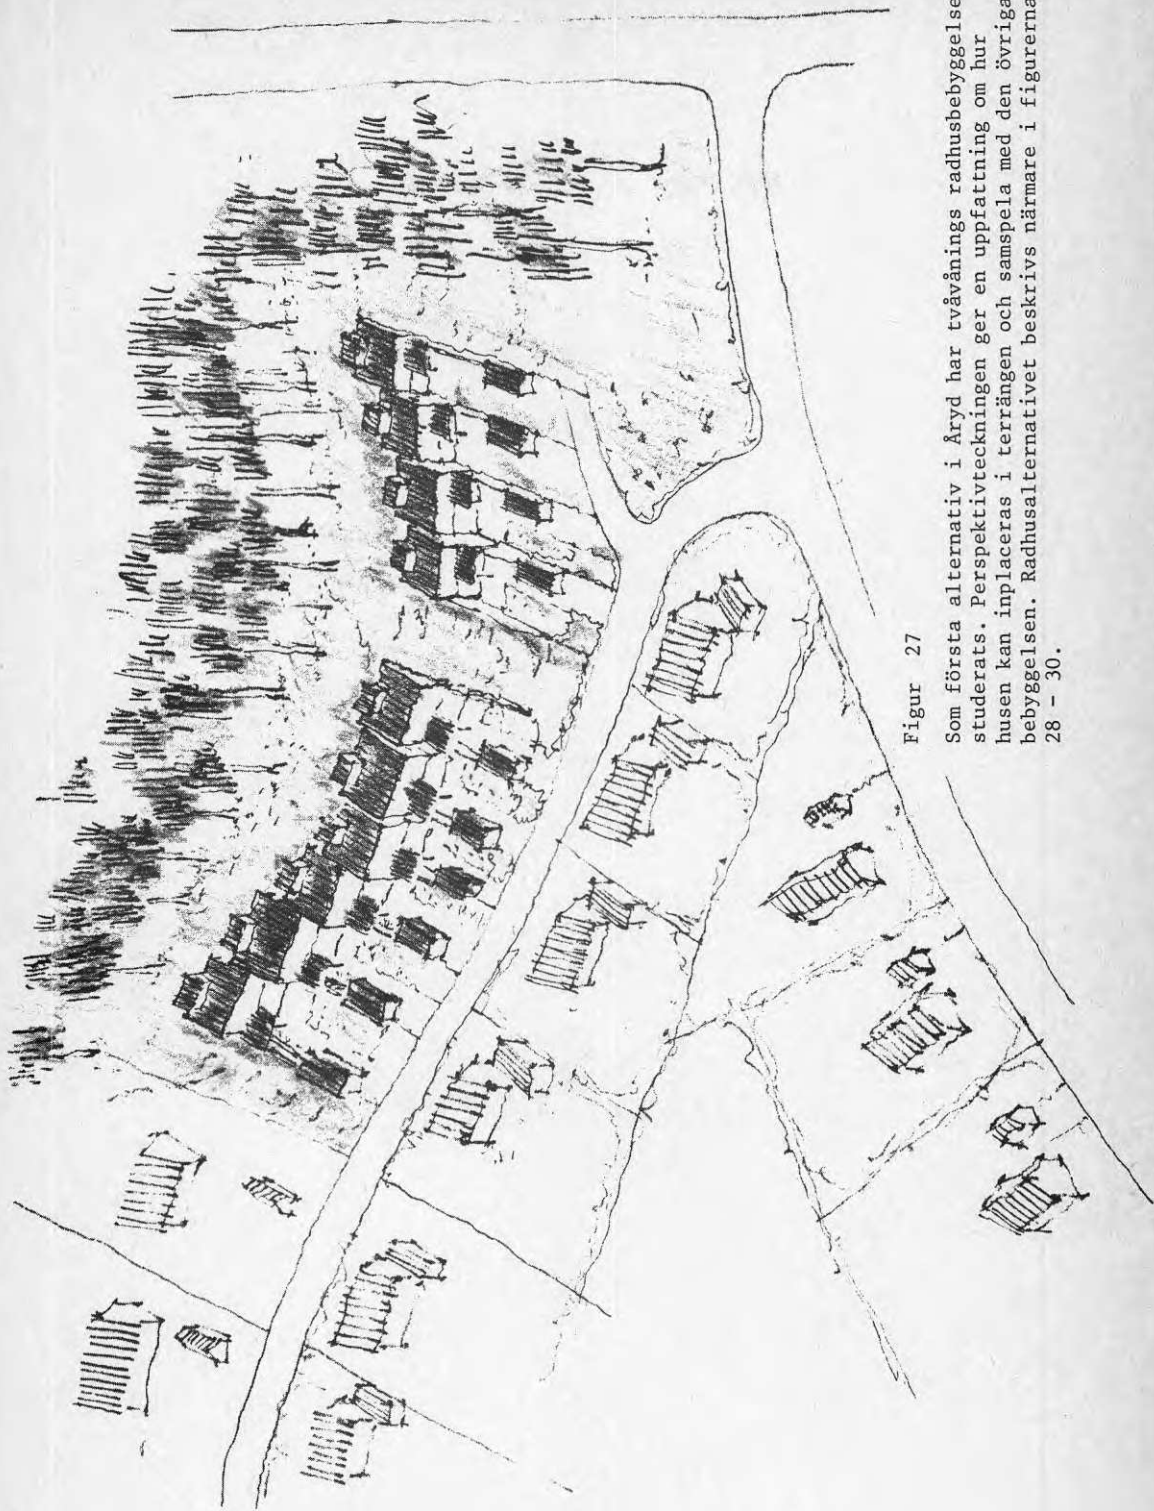 Figur 27
Som första alternativ i Åryd har tvåvånings radhusbebyggelse
studerats. Perspektivteckningen ger en uppfattning om hur
husen kan inplaceras i terrängen och samspela med den övriga
bebyggelsen. Radhusalternativet beskrivs närmare i figurerna
28 - 30.